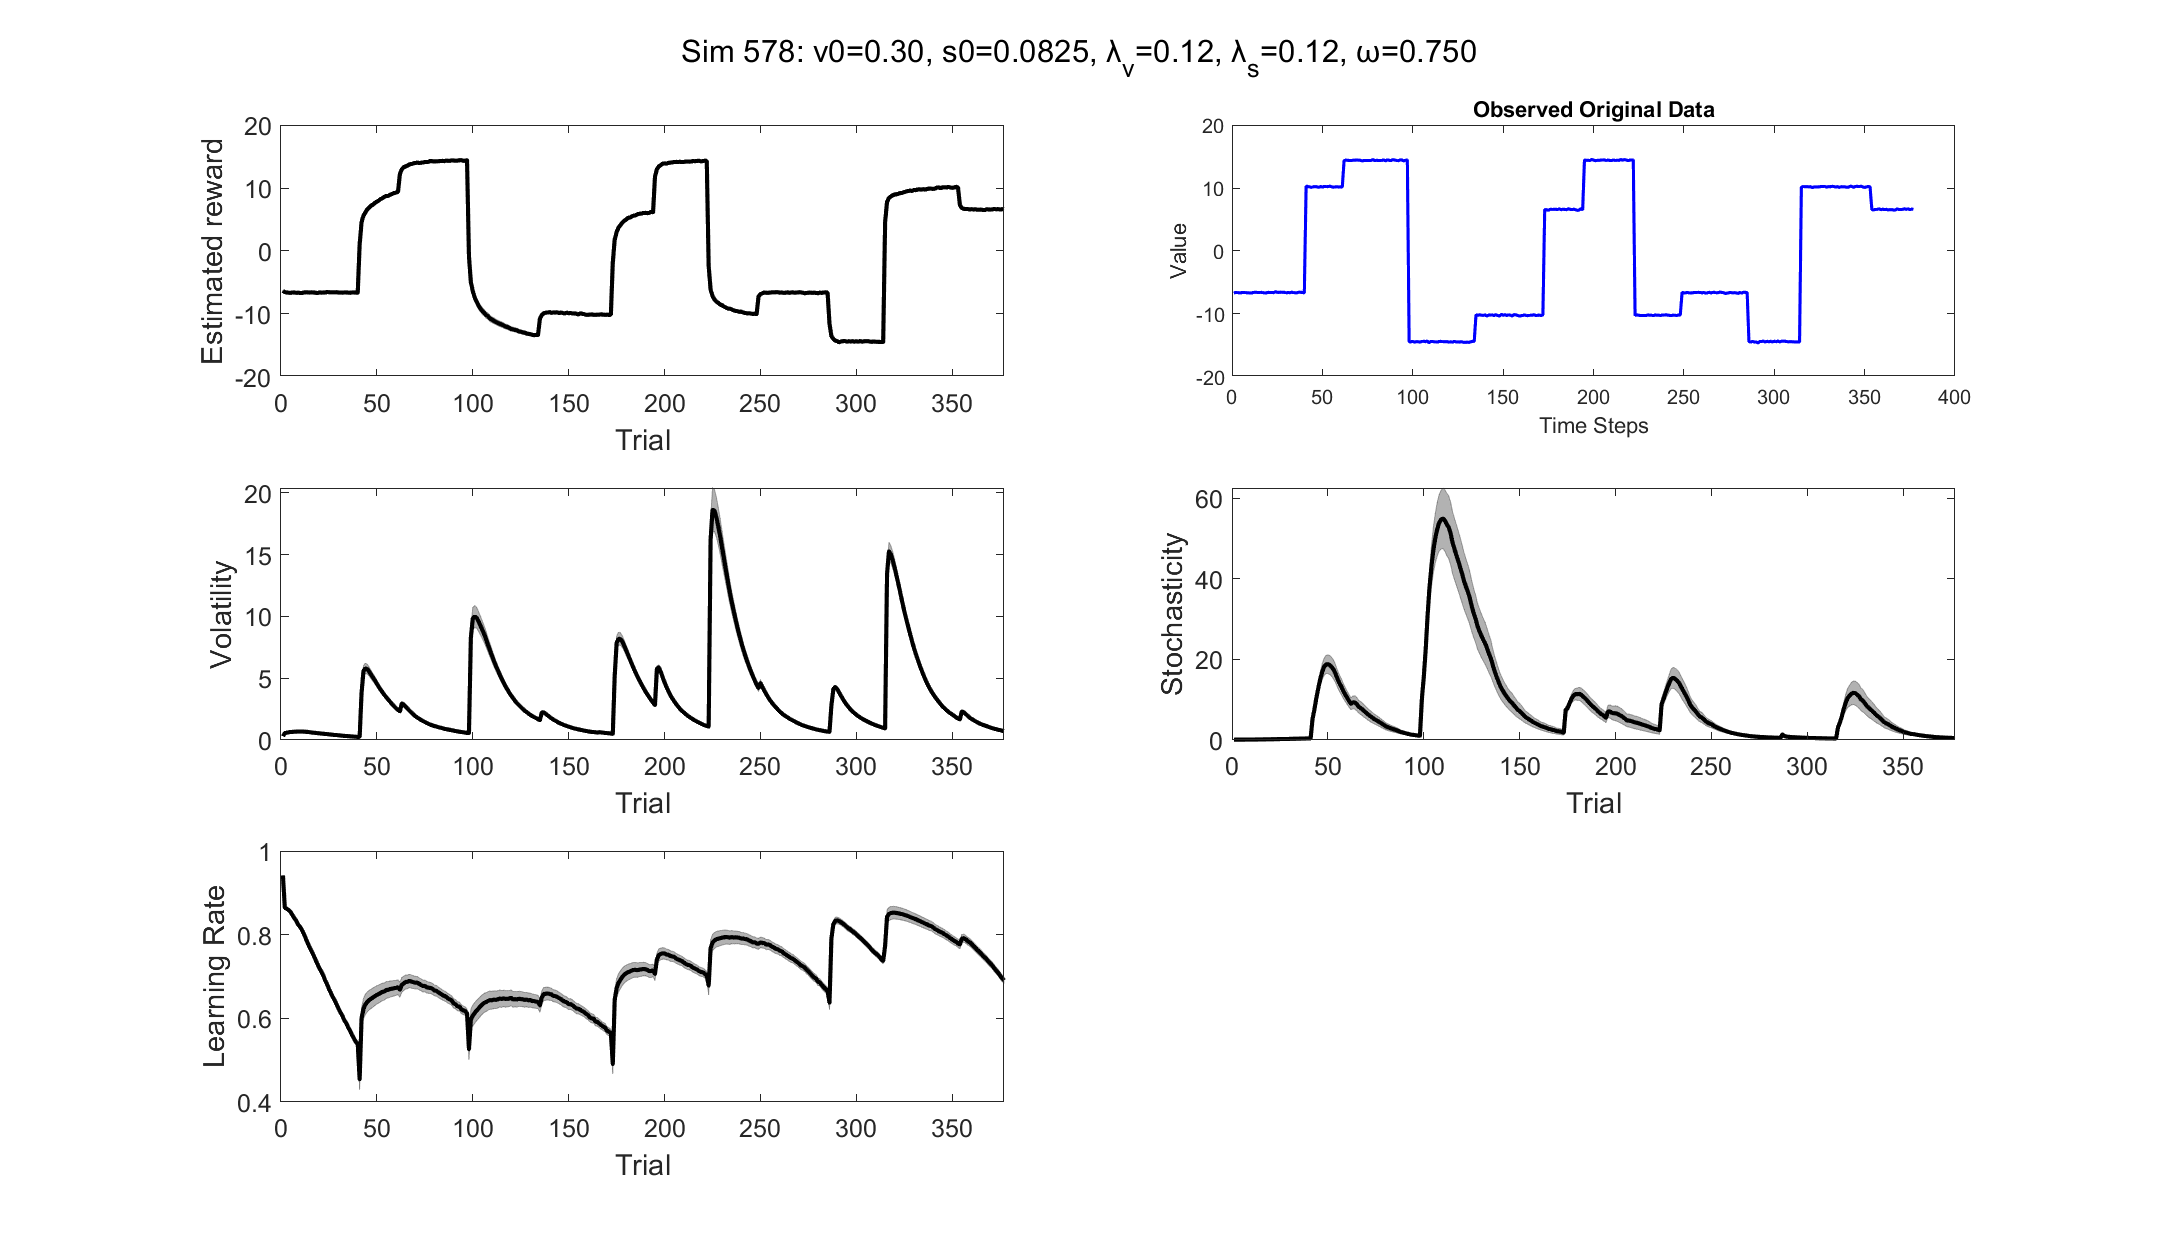 Sim 578: v0=0.30, s0=0.0825, λ_v=0.12, λ_s=0.12, ω=0.750
Estimated reward
20
10
0
-10
-20
0 50 100 150 200 250 300 350
Trial
Observed Original Data
Value
20
10
0
-10
-20
0 50 100 150 200 250 300 350 400
Time Steps
Volatility
20
15
10
5
0
0 50 100 150 200 250 300 350
Trial
Stochasticity
60
40
20
0
0 50 100 150 200 250 300 350
Trial
Learning Rate
1
0.8
0.6
0.4
0 50 100 150 200 250 300 350
Trial